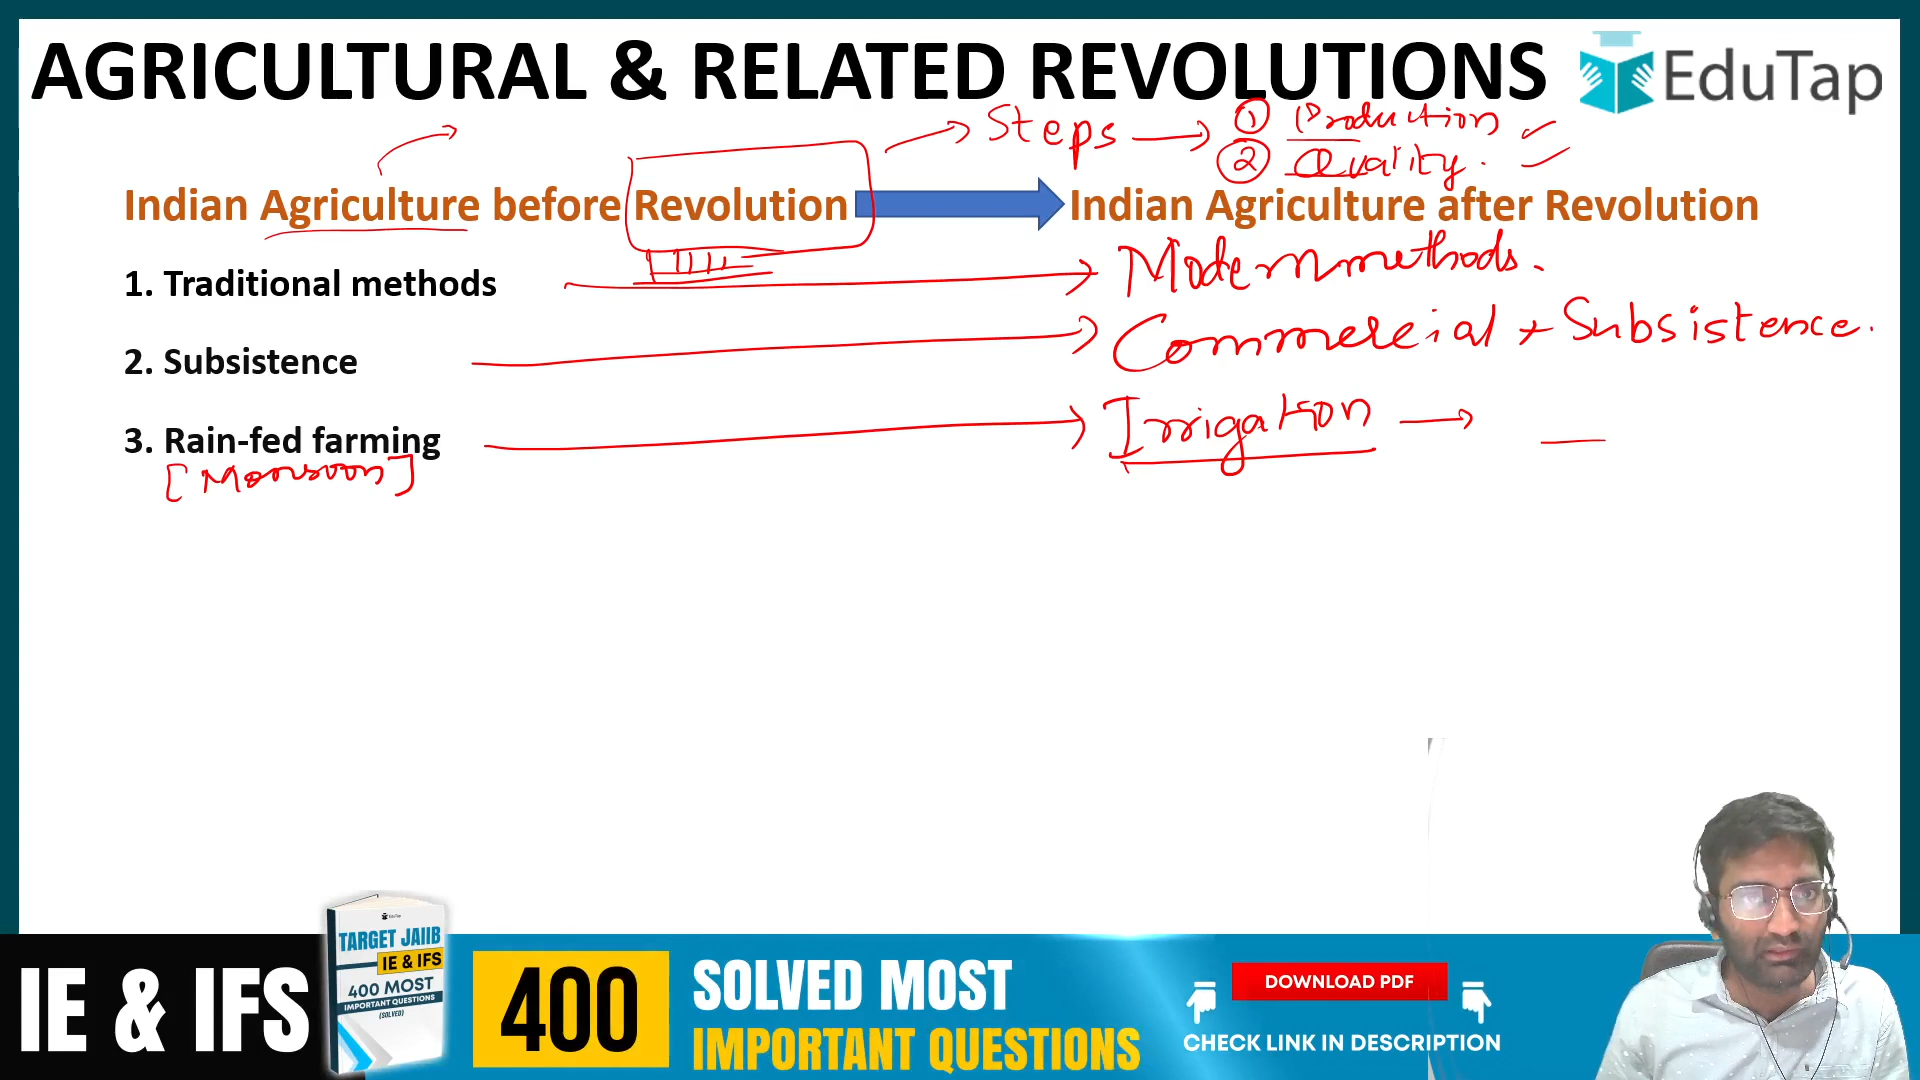 AGRICULTURAL & RELATED REVOLUTIONS
EduTap
Steps → ① Production
② Quality.
Indian Agriculture before Revolution
Indian Agriculture after Revolution
1. Traditional methods → Modern methods.
2. Subsistence → Commercial + Subsistence.
3. Rain-fed farming → Irrigation →
[Monsoon]
EduTap
TARGET JAIIB
IE & IFS
400 MOST
IMPORTANT QUESTIONS
(SOLVED)
IE & IFS
400
SOLVED MOST
IMPORTANT QUESTIONS
DOWNLOAD PDF
CHECK LINK IN DESCRIPTION